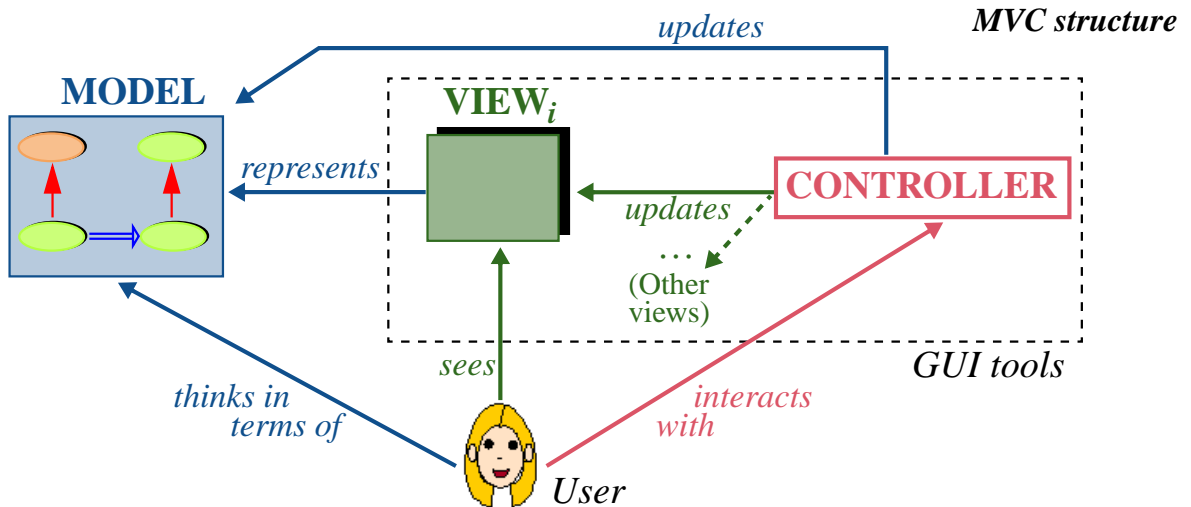 MVC structure
updates
MODEL
VIEWi
represents
CONTROLLER
updates
...
(Other
views)
sees
GUI tools
thinks in
terms of
interacts
with
User